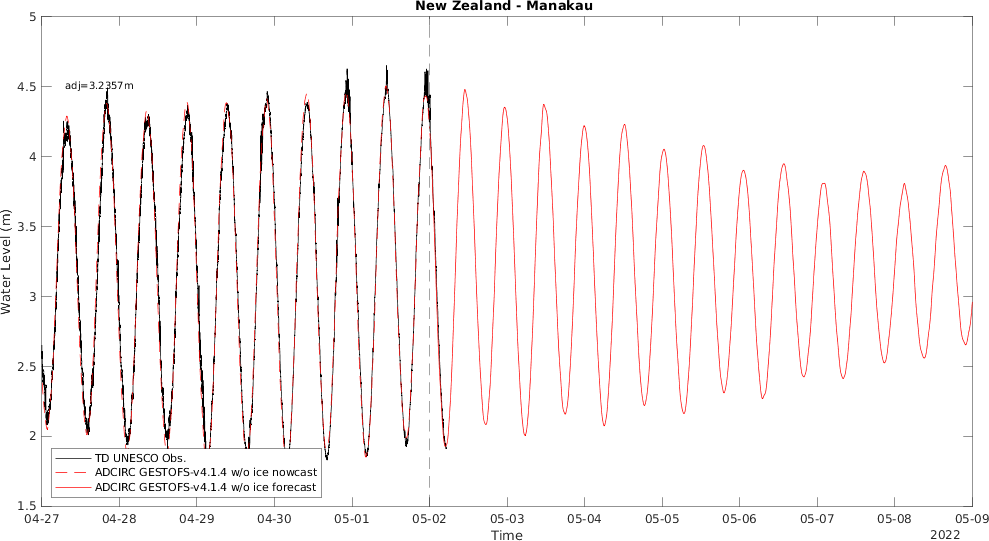 New Zealand - Manakau
5
4.5
4
3.5
3
2.5
2
1.5
Water Level (m)
adj=3.2357m
TD UNESCO Obs.
ADCIRC GESTOFS-v4.1.4 w/o ice nowcast
ADCIRC GESTOFS-v4.1.4 w/o ice forecast
04-27 04-28 04-29 04-30 05-01 05-02 05-03 05-04 05-05 05-06 05-07 05-08 05-09
Time
2022